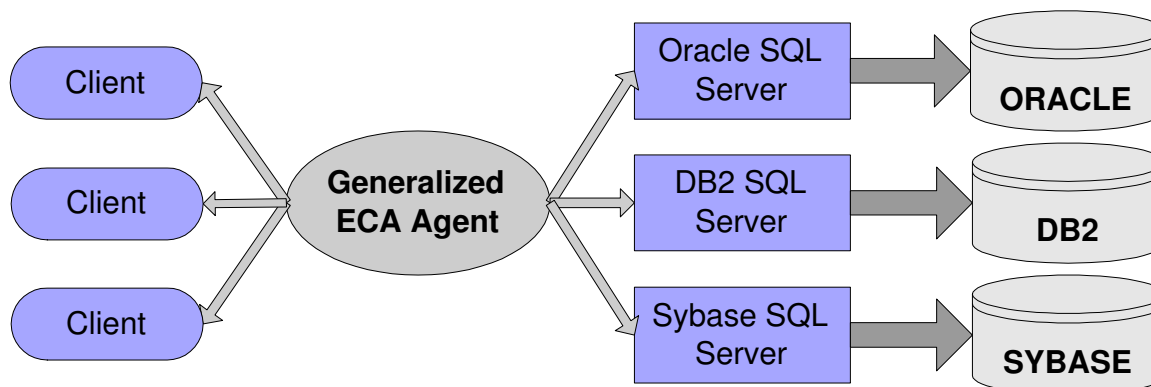 Client
Client
Client
Generalized
ECA Agent
Oracle SQL
Server
DB2 SQL
Server
Sybase SQL
Server
ORACLE
DB2
SYBASE